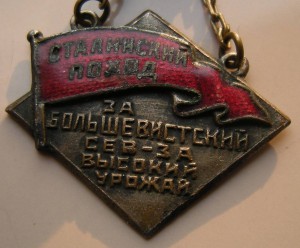 СТАЛИНСКИЙ
ПОХОД
ЗА
БОЛЬШЕВИСТСКИЙ
СЕВ-ЗА
ВЫСОКИЙ
УРОЖАЙ